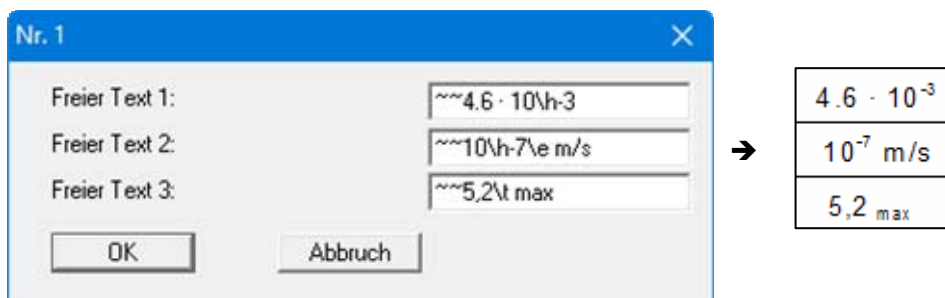 Nr. 1
Freier Text 1: ~~4.6 · 10\h-3
Freier Text 2: ~~10\h-7\e m/s
Freier Text 3: ~~5,2\t max
OK Abbruch
➔
4.6 · 10⁻³
10⁻⁷ m/s
5,2 ₘₐₓ